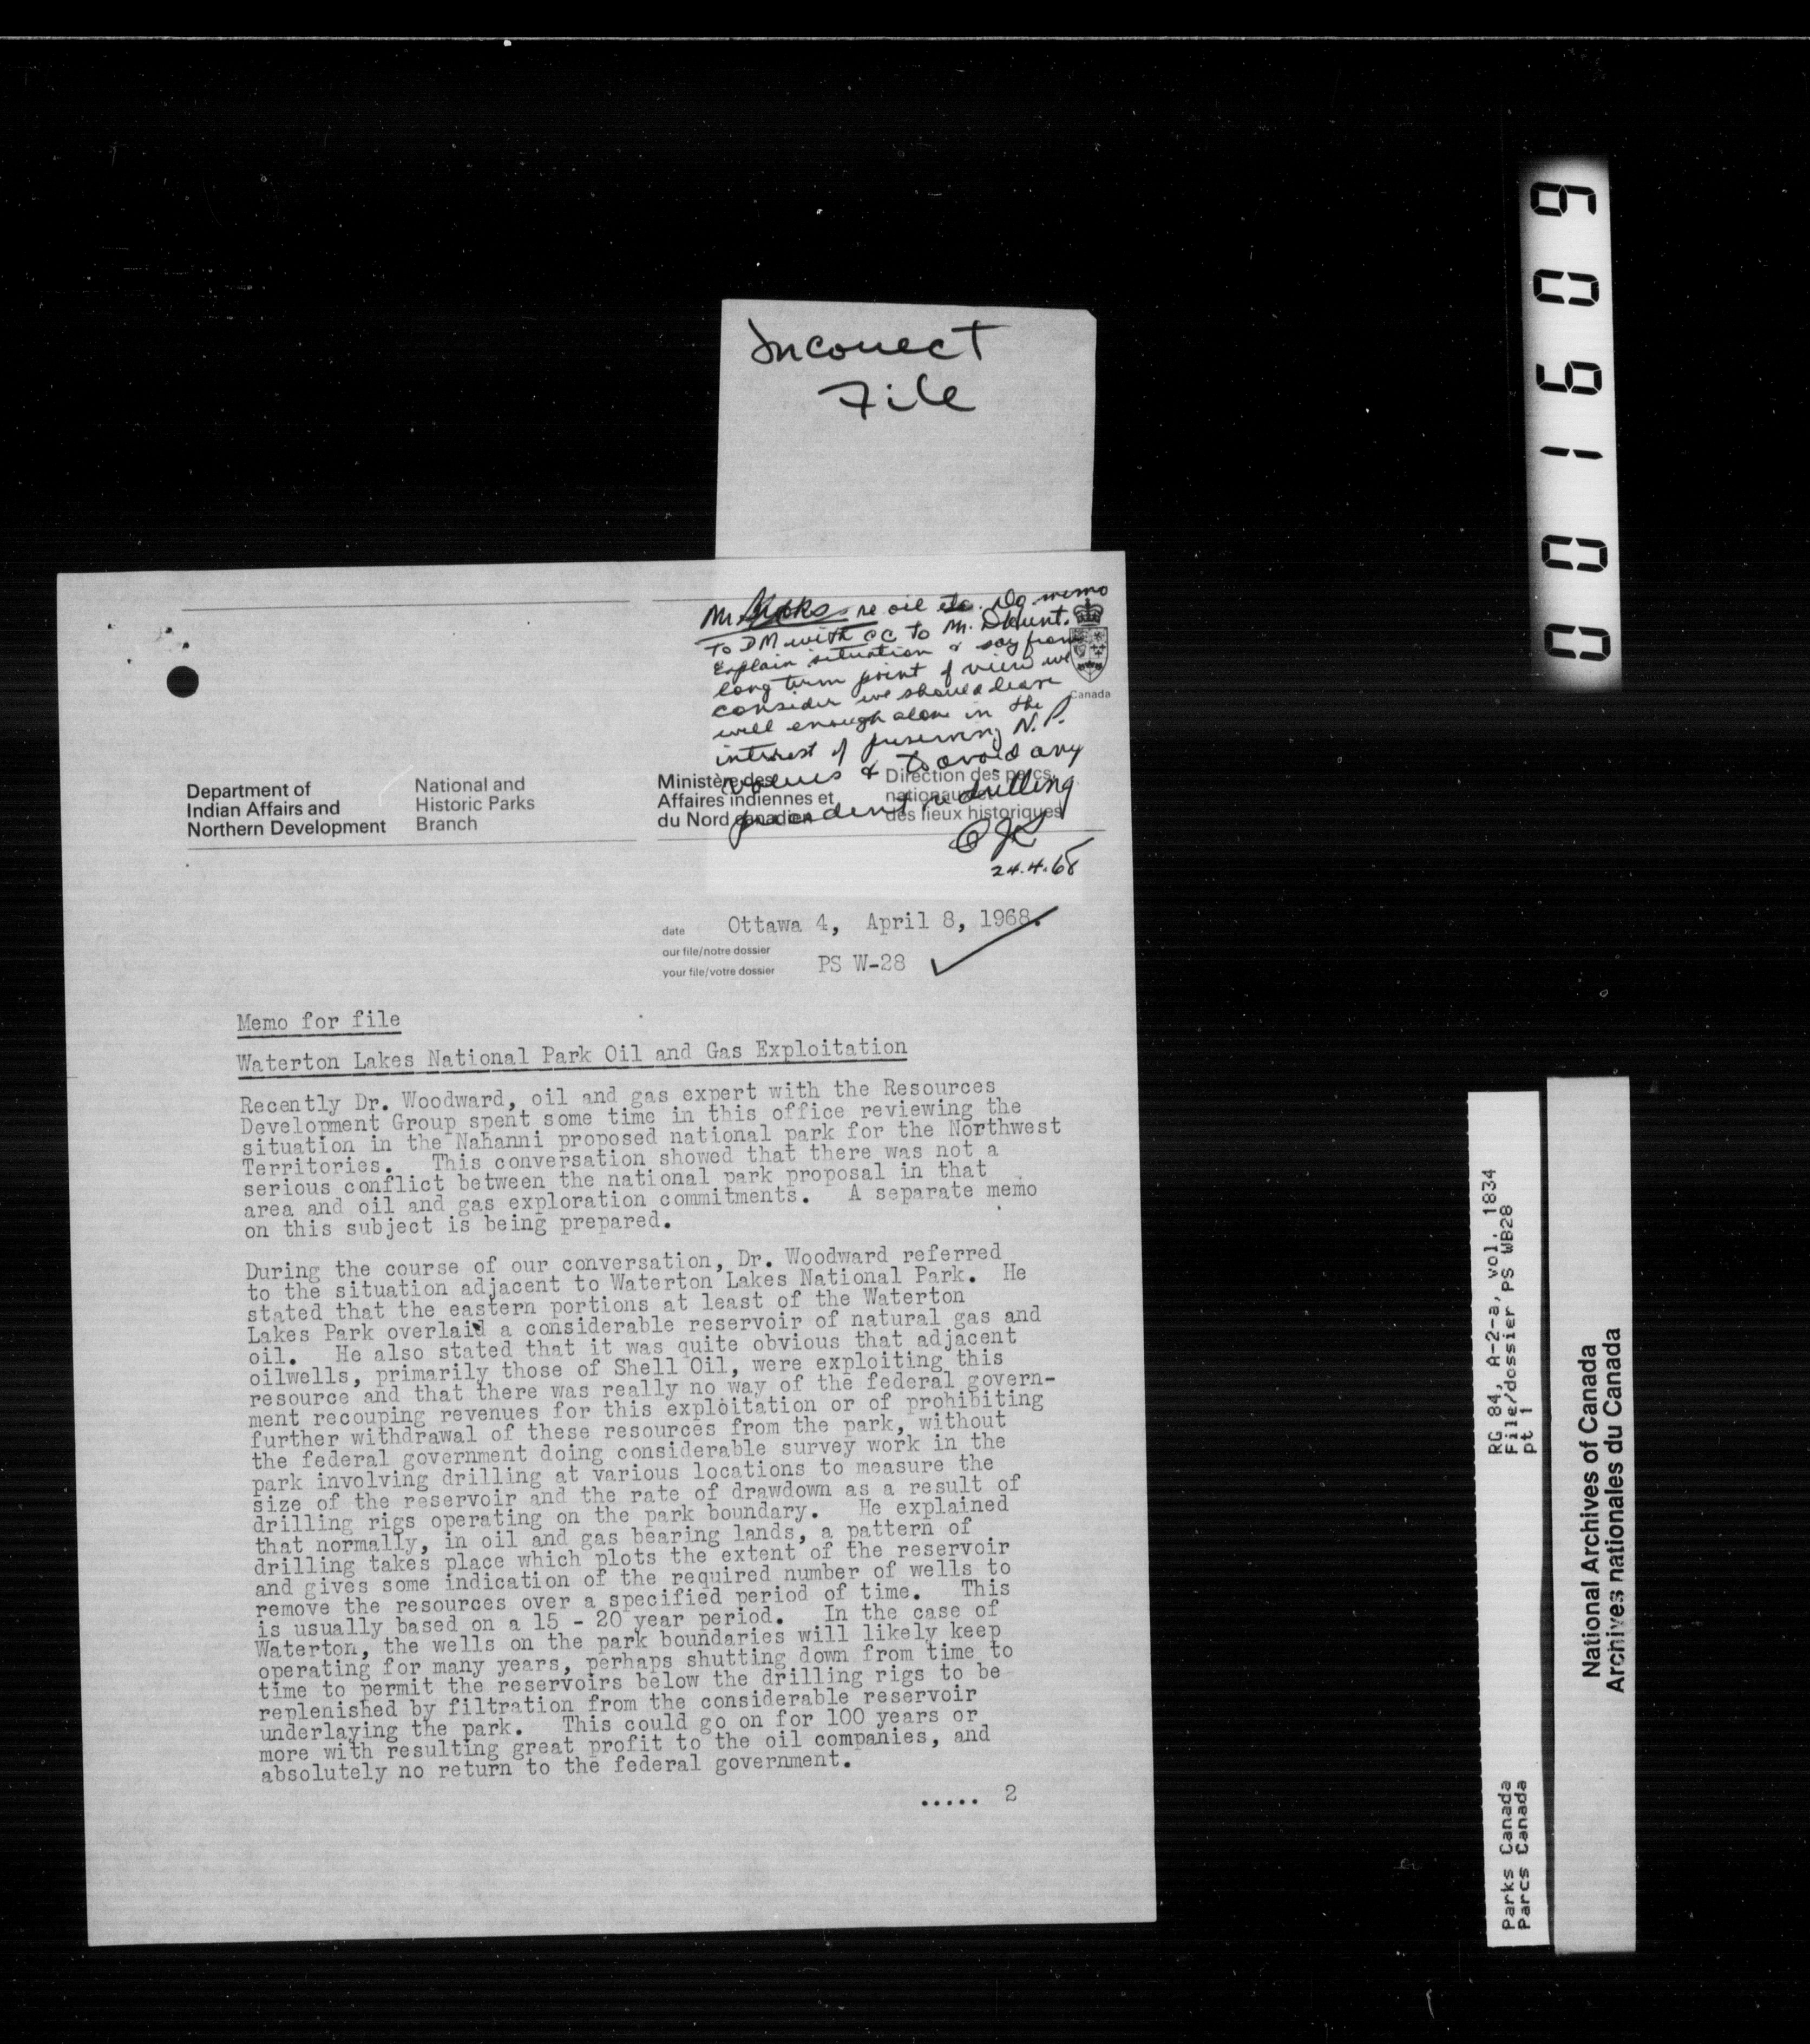 Incorrect
File
re oil etc. Do memo
To DM with cc to Mr. Hunt.
Explain situation & say from
long term point of view we
consider we should leave
well enough alone in the
interest of preserving N.P.
values & to avoid any
precedent re drilling
24.4.68
Canada
Department of
Indian Affairs and
Northern Development
National and
Historic Parks
Branch
Ministère des
Affaires indiennes et
du Nord canadien
Direction des parcs
nationaux et
des lieux historiques
date Ottawa 4, April 8, 1968.
our file/notre dossier
your file/votre dossier PS W-28
Memo for file
Waterton Lakes National Park Oil and Gas Exploitation
Recently Dr. Woodward, oil and gas expert with the Resources
Development Group spent some time in this office reviewing the
situation in the Nahanni proposed national park for the Northwest
Territories. This conversation showed that there was not a
serious conflict between the national park proposal in that
area and oil and gas exploration commitments. A separate memo
on this subject is being prepared.
During the course of our conversation, Dr. Woodward referred
to the situation adjacent to Waterton Lakes National Park. He
stated that the eastern portions at least of the Waterton
Lakes Park overlaid a considerable reservoir of natural gas and
oil. He also stated that it was quite obvious that adjacent
oilwells, primarily those of Shell Oil, were exploiting this
resource and that there was really no way of the federal govern-
ment recouping revenues for this exploitation or of prohibiting
further withdrawal of these resources from the park, without
the federal government doing considerable survey work in the
park involving drilling at various locations to measure the
size of the reservoir and the rate of drawdown as a result of
drilling rigs operating on the park boundary. He explained
that normally, in oil and gas bearing lands, a pattern of
drilling takes place which plots the extent of the reservoir
and gives some indication of the required number of wells to
remove the resources over a specified period of time. This
is usually based on a 15 - 20 year period. In the case of
Waterton, the wells on the park boundaries will likely keep
operating for many years, perhaps shutting down from time to
time to permit the reservoirs below the drilling rigs to be
replenished by filtration from the considerable reservoir
underlaying the park. This could go on for 100 years or
more with resulting great profit to the oil companies, and
absolutely no return to the federal government.
..... 2
001609
RG 84, A-2-a, vol. 1834
File/dossier PS WB28
pt 1
Parks Canada
Parcs Canada
National Archives of Canada
Archives nationales du Canada